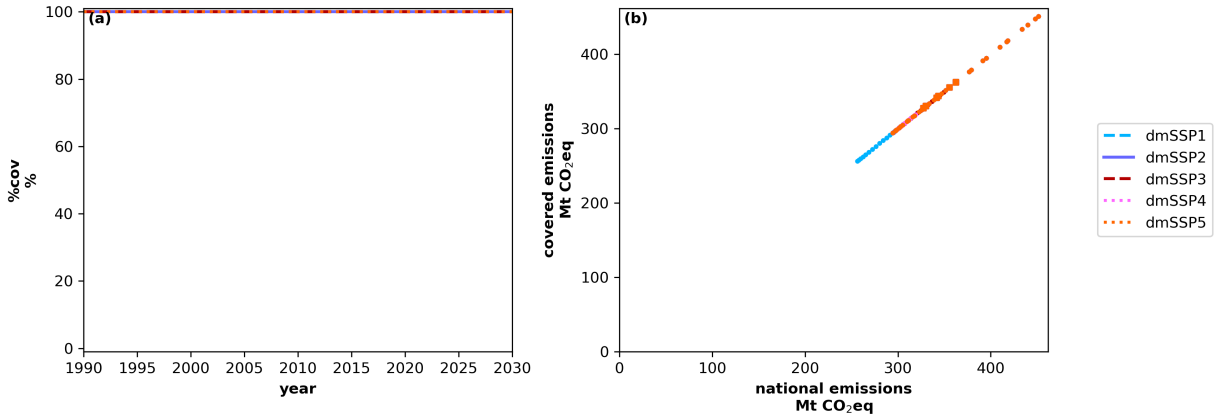 (a)
100
80
60
40
20
0
%cov
%
1990 1995 2000 2005 2010 2015 2020 2025 2030
year
(b)
400
300
200
100
0
covered emissions
Mt CO₂eq
0 100 200 300 400
national emissions
Mt CO₂eq
dmSSP1
dmSSP2
dmSSP3
dmSSP4
dmSSP5